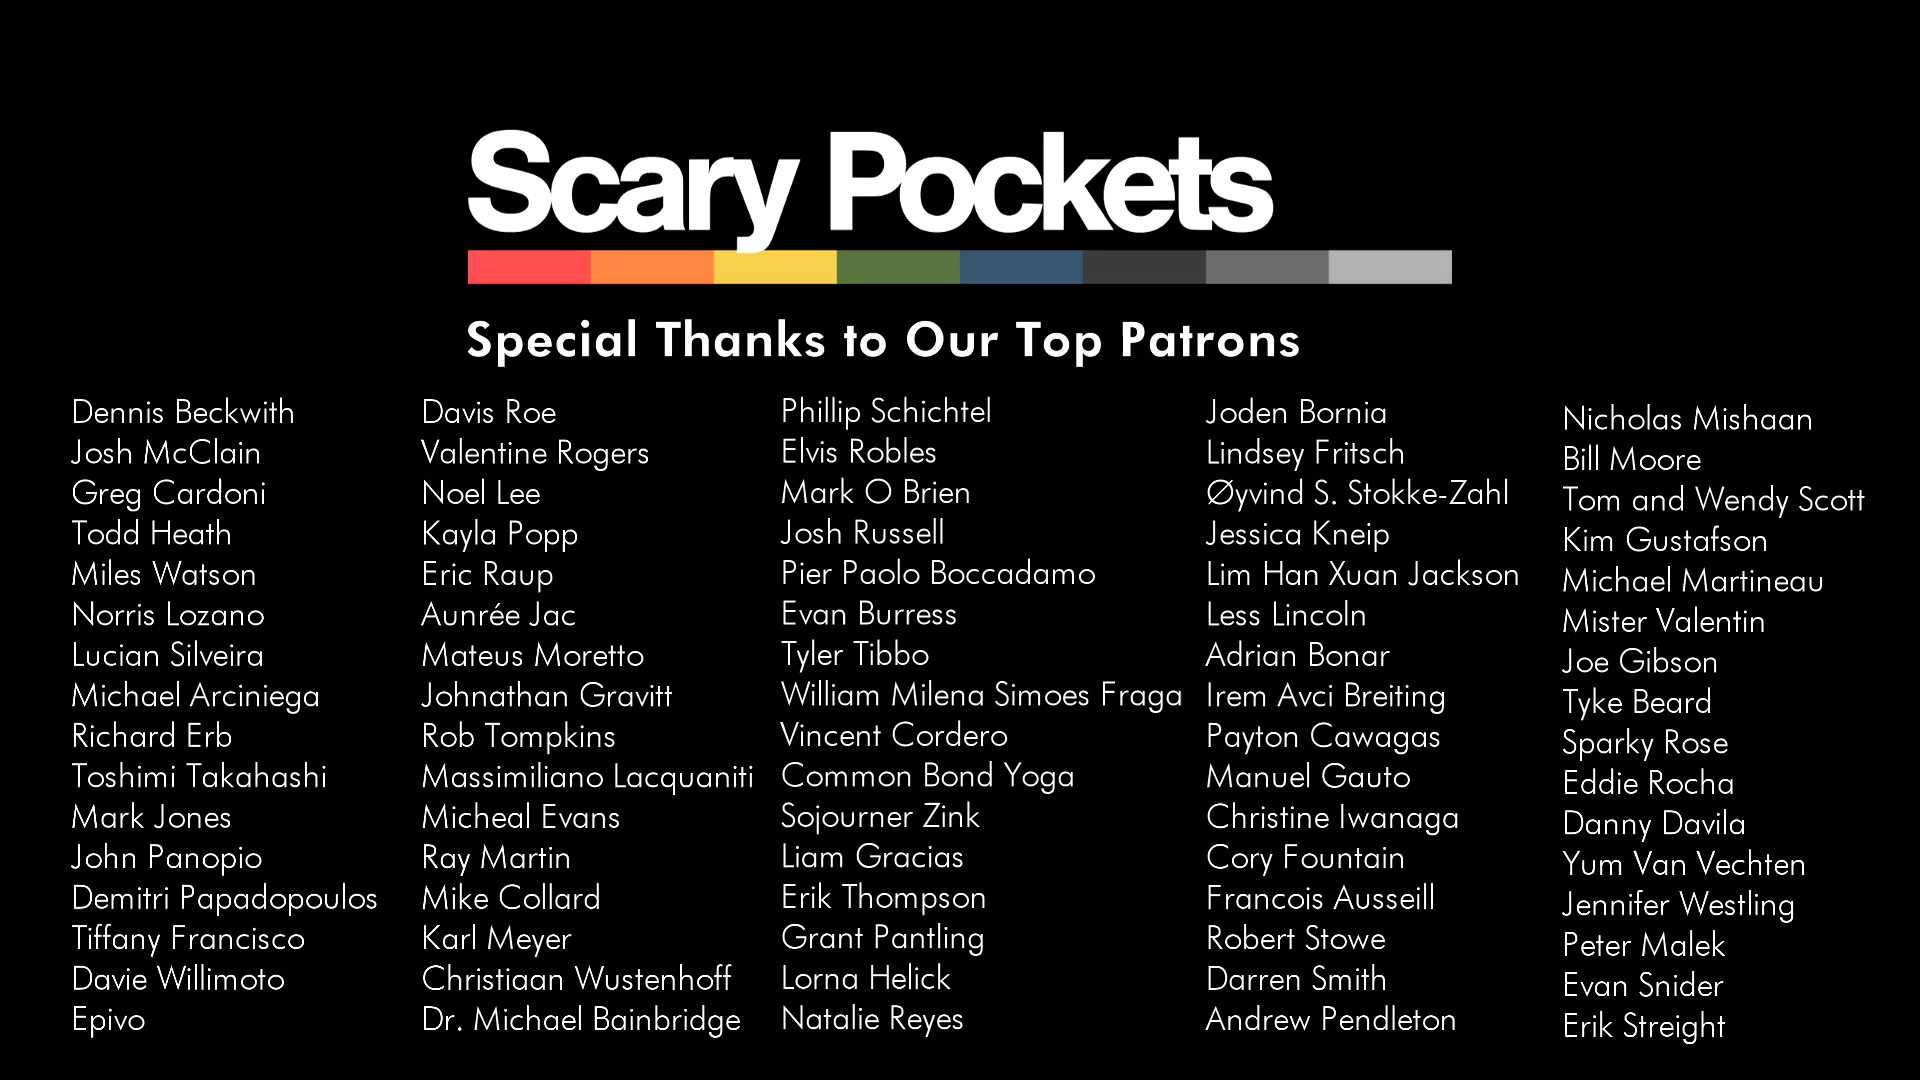 Scary Pockets
Special Thanks to Our Top Patrons
Dennis Beckwith
Josh McClain
Greg Cardoni
Todd Heath
Miles Watson
Norris Lozano
Lucian Silveira
Michael Arciniega
Richard Erb
Toshimi Takahashi
Mark Jones
John Panopio
Demitri Papadopoulos
Tiffany Francisco
Davie Willimoto
Epivo
Davis Roe
Valentine Rogers
Noel Lee
Kayla Popp
Eric Raup
Aunrée Jac
Mateus Moretto
Johnathan Gravitt
Rob Tompkins
Massimiliano Lacquaniti
Micheal Evans
Ray Martin
Mike Collard
Karl Meyer
Christiaan Wustenhoff
Dr. Michael Bainbridge
Phillip Schichtel
Elvis Robles
Mark O Brien
Josh Russell
Pier Paolo Boccadamo
Evan Burress
Tyler Tibbo
William Milena Simoes Fraga
Vincent Cordero
Common Bond Yoga
Sojourner Zink
Liam Gracias
Erik Thompson
Grant Pantling
Lorna Helick
Natalie Reyes
Joden Bornia
Lindsey Fritsch
Øyvind S. Stokke-Zahl
Jessica Kneip
Lim Han Xuan Jackson
Less Lincoln
Adrian Bonar
Irem Avci Breiting
Payton Cawagas
Manuel Gauto
Christine Iwanaga
Cory Fountain
Francois Ausseill
Robert Stowe
Darren Smith
Andrew Pendleton
Nicholas Mishaan
Bill Moore
Tom and Wendy Scott
Kim Gustafson
Michael Martineau
Mister Valentin
Joe Gibson
Tyke Beard
Sparky Rose
Eddie Rocha
Danny Davila
Yum Van Vechten
Jennifer Westling
Peter Malek
Evan Snider
Erik Streight